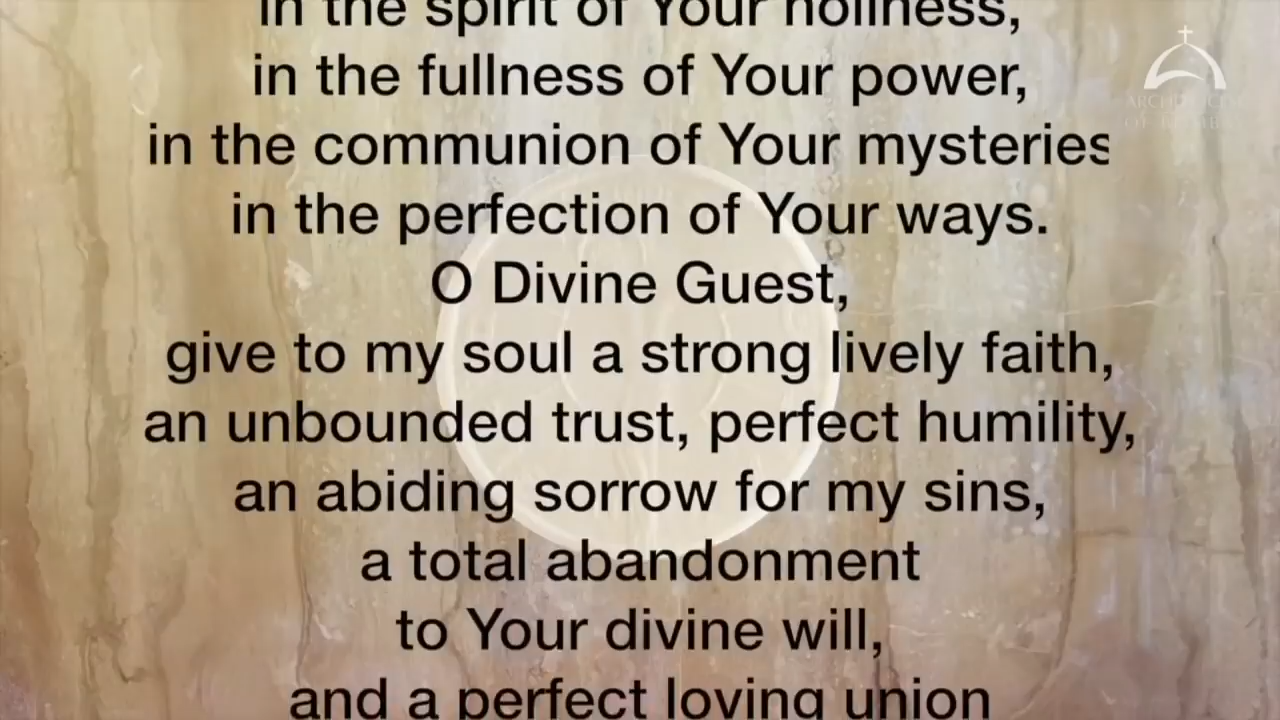 in the spirit of Your holiness,
in the fullness of Your power,
in the communion of Your mysteries
in the perfection of Your ways.
O Divine Guest,
give to my soul a strong lively faith,
an unbounded trust, perfect humility,
an abiding sorrow for my sins,
a total abandonment
to Your divine will,
and a perfect loving union